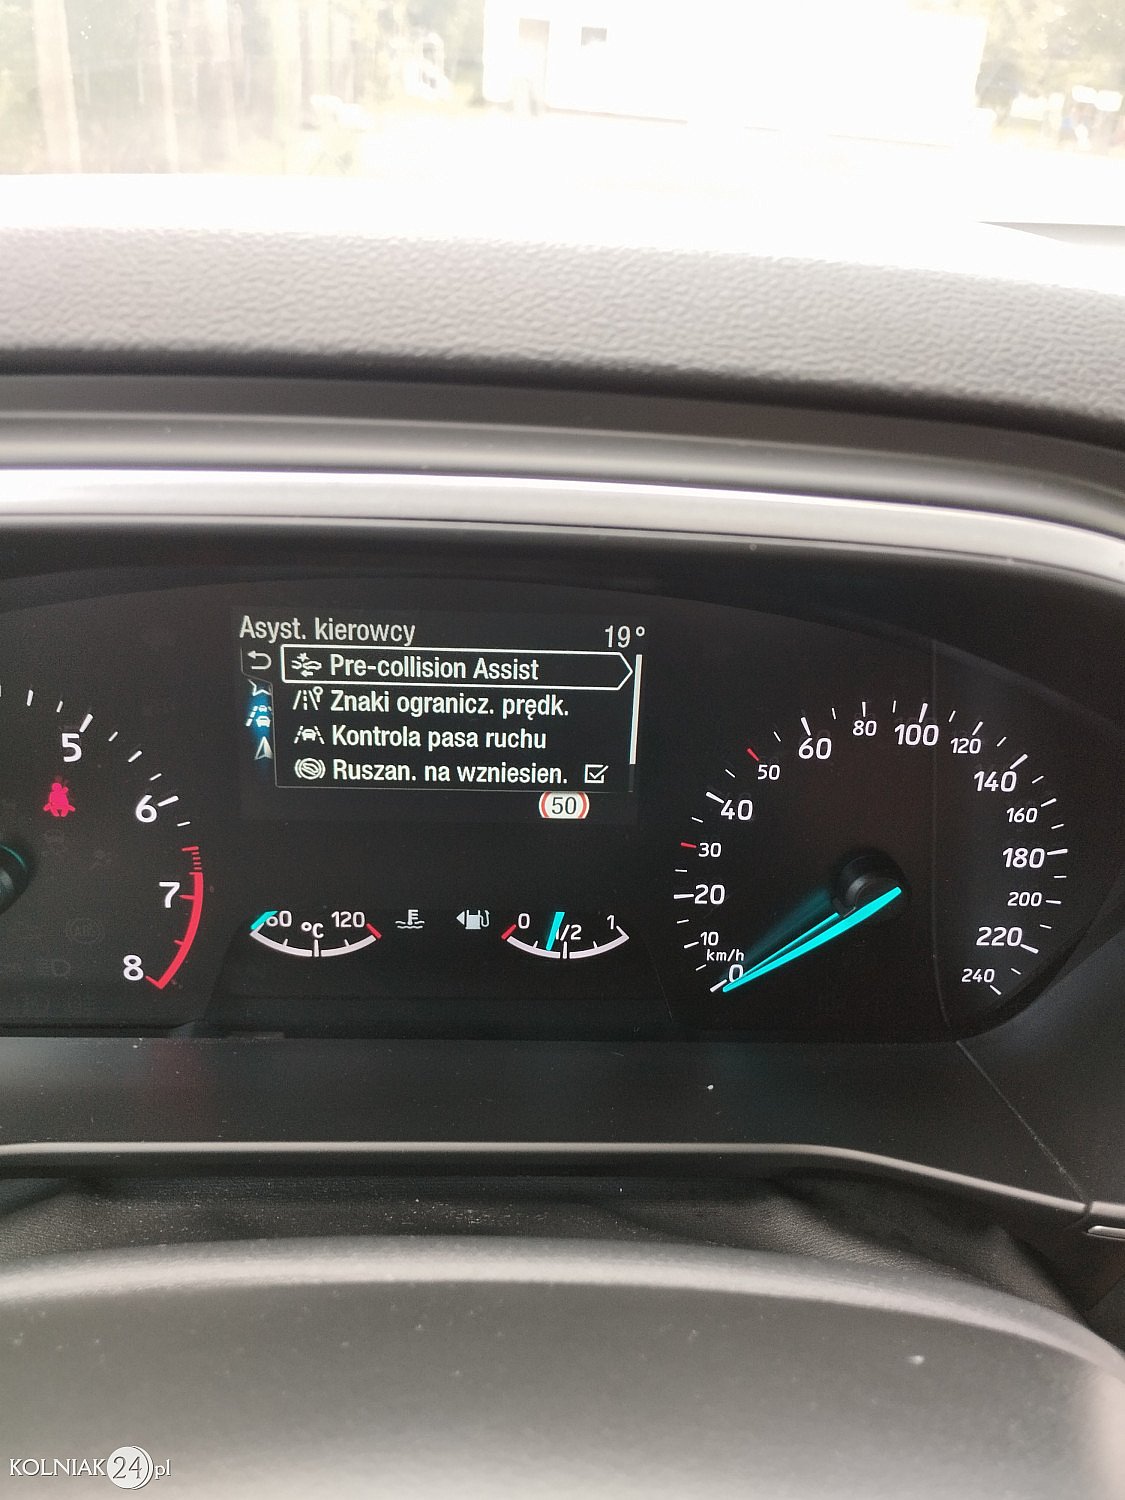 Asyst. kierowcy 19°
Pre-collision Assist
Znaki ogranicz. prędk.
Kontrola pasa ruchu
Ruszan. na wzniesien.
50
5
6
7
8
60 °C 120
0 1/2 1
0
10
km/h
20
30
40
50
60
80
100
120
140
160
180
200
220
240
KOLNIAK24.pl